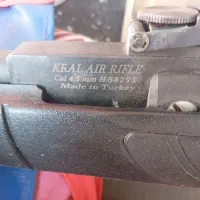 KRAL AIR RIFLE
Cal 4,5 mm H-58293
Made in Turkey